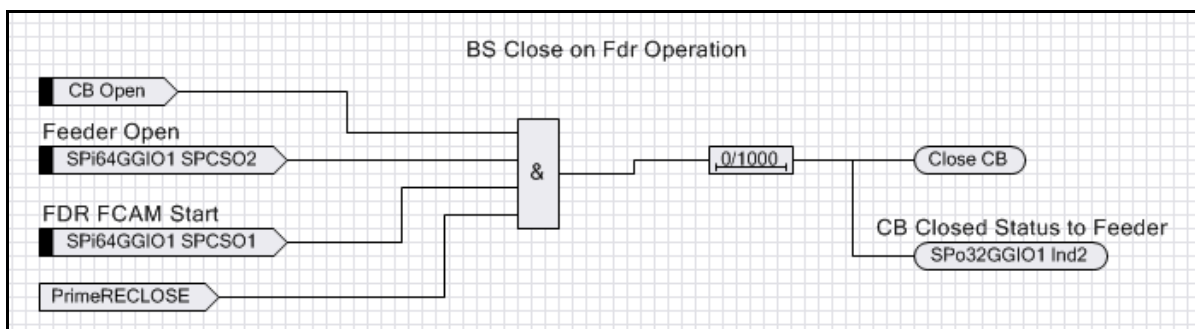 BS Close on Fdr Operation
CB Open
Feeder Open
SPi64GGIO1 SPCSO2
&
0/1000
Close CB
FDR FCAM Start
SPi64GGIO1 SPCSO1
CB Closed Status to Feeder
SPo32GGIO1 Ind2
PrimeRECLOSE